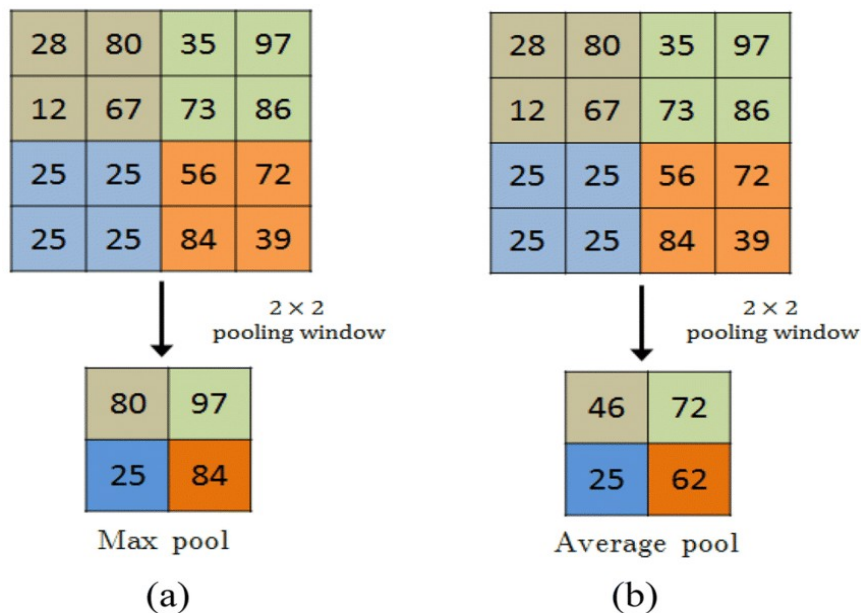 28 80 35 97
12 67 73 86
25 25 56 72
25 25 84 39
2 × 2
pooling window
80 97
25 84
Max pool
(a)
28 80 35 97
12 67 73 86
25 25 56 72
25 25 84 39
2 × 2
pooling window
46 72
25 62
Average pool
(b)